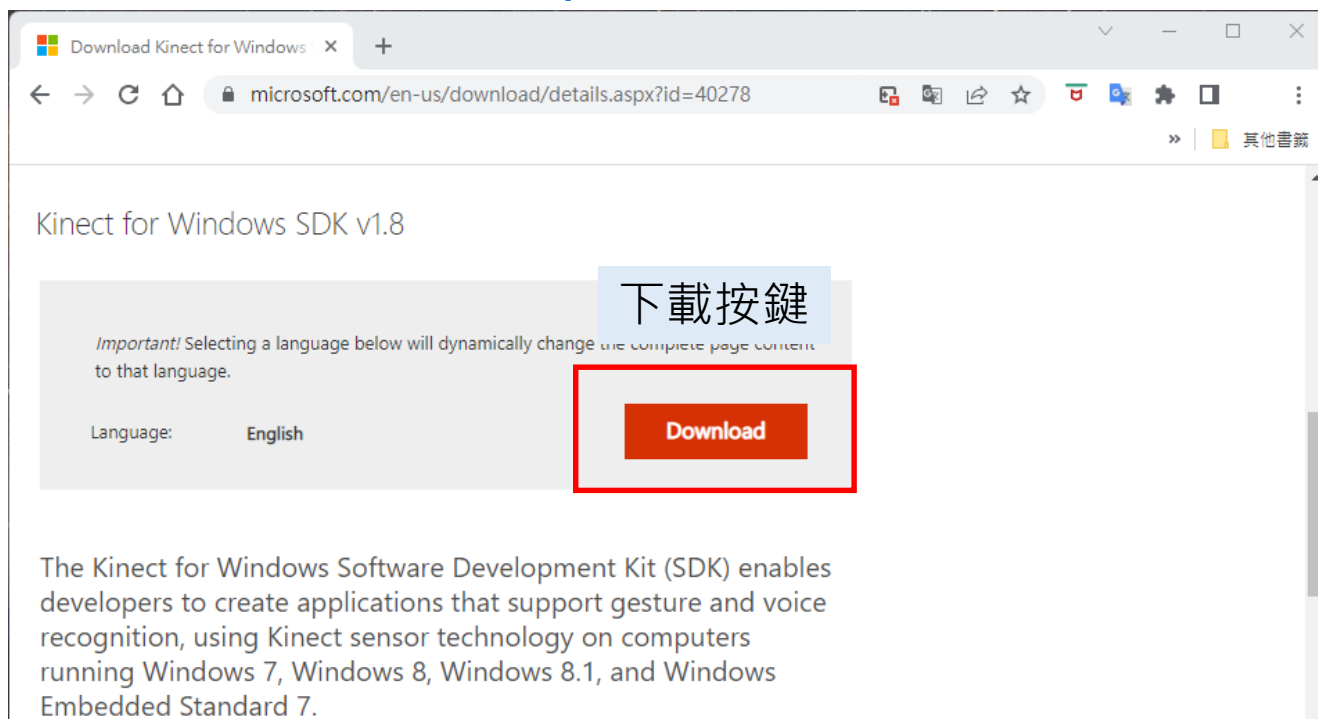 Download Kinect for Windows
microsoft.com/en-us/download/details.aspx?id=40278
» 其他書籤
Kinect for Windows SDK v1.8
下載按鍵
Important! Selecting a language below will dynamically change the complete page content
to that language.
Language: English
Download
The Kinect for Windows Software Development Kit (SDK) enables
developers to create applications that support gesture and voice
recognition, using Kinect sensor technology on computers
running Windows 7, Windows 8, Windows 8.1, and Windows
Embedded Standard 7.